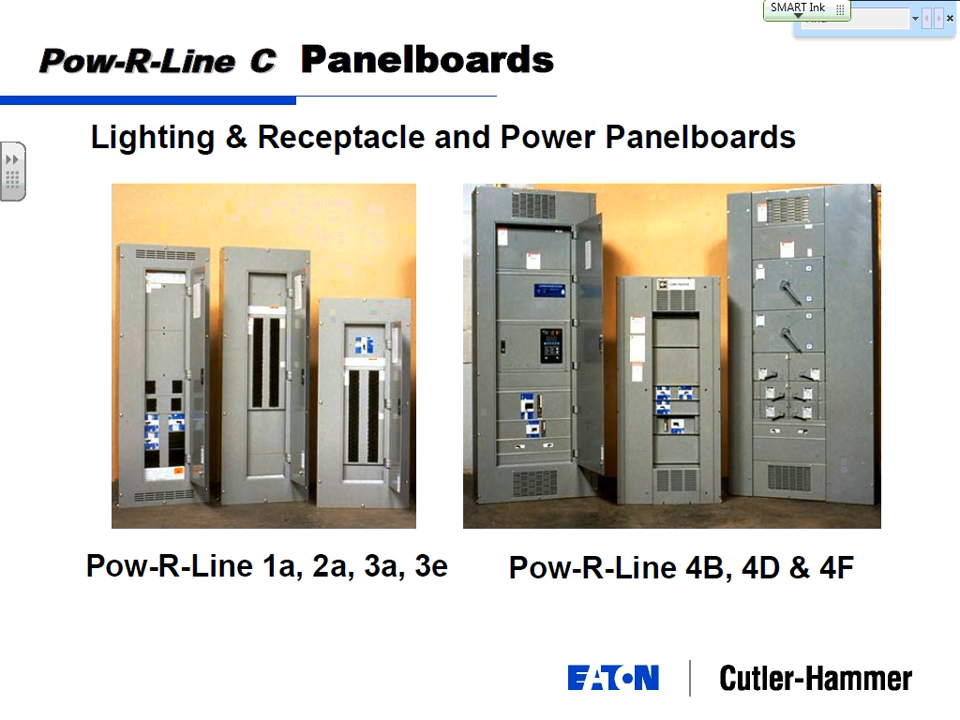 SMART Ink
Pow-R-Line C Panelboards
Lighting & Receptacle and Power Panelboards
Pow-R-Line 1a, 2a, 3a, 3e
Pow-R-Line 4B, 4D & 4F
EATON
Cutler-Hammer